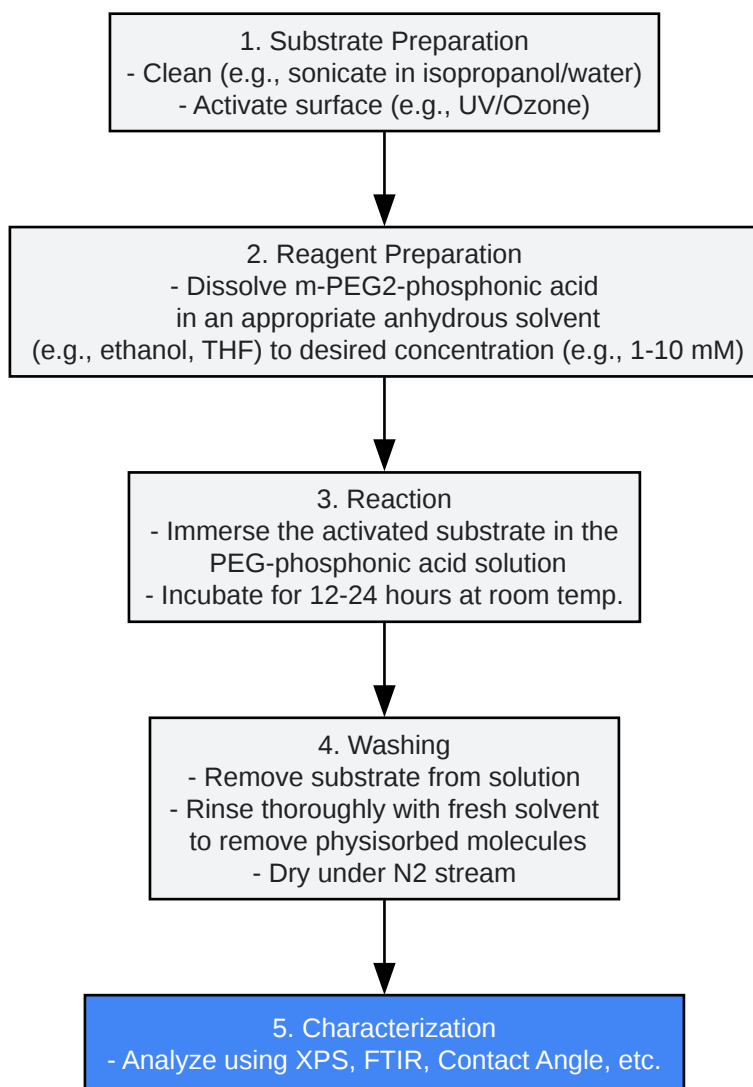 1. Substrate Preparation
- Clean (e.g., sonicate in isopropanol/water)
- Activate surface (e.g., UV/Ozone)
2. Reagent Preparation
- Dissolve m-PEG2-phosphonic acid
in an appropriate anhydrous solvent
(e.g., ethanol, THF) to desired concentration (e.g., 1-10 mM)
3. Reaction
- Immerse the activated substrate in the
PEG-phosphonic acid solution
- Incubate for 12-24 hours at room temp.
4. Washing
- Remove substrate from solution
- Rinse thoroughly with fresh solvent
to remove physisorbed molecules
- Dry under N2 stream
5. Characterization
- Analyze using XPS, FTIR, Contact Angle, etc.